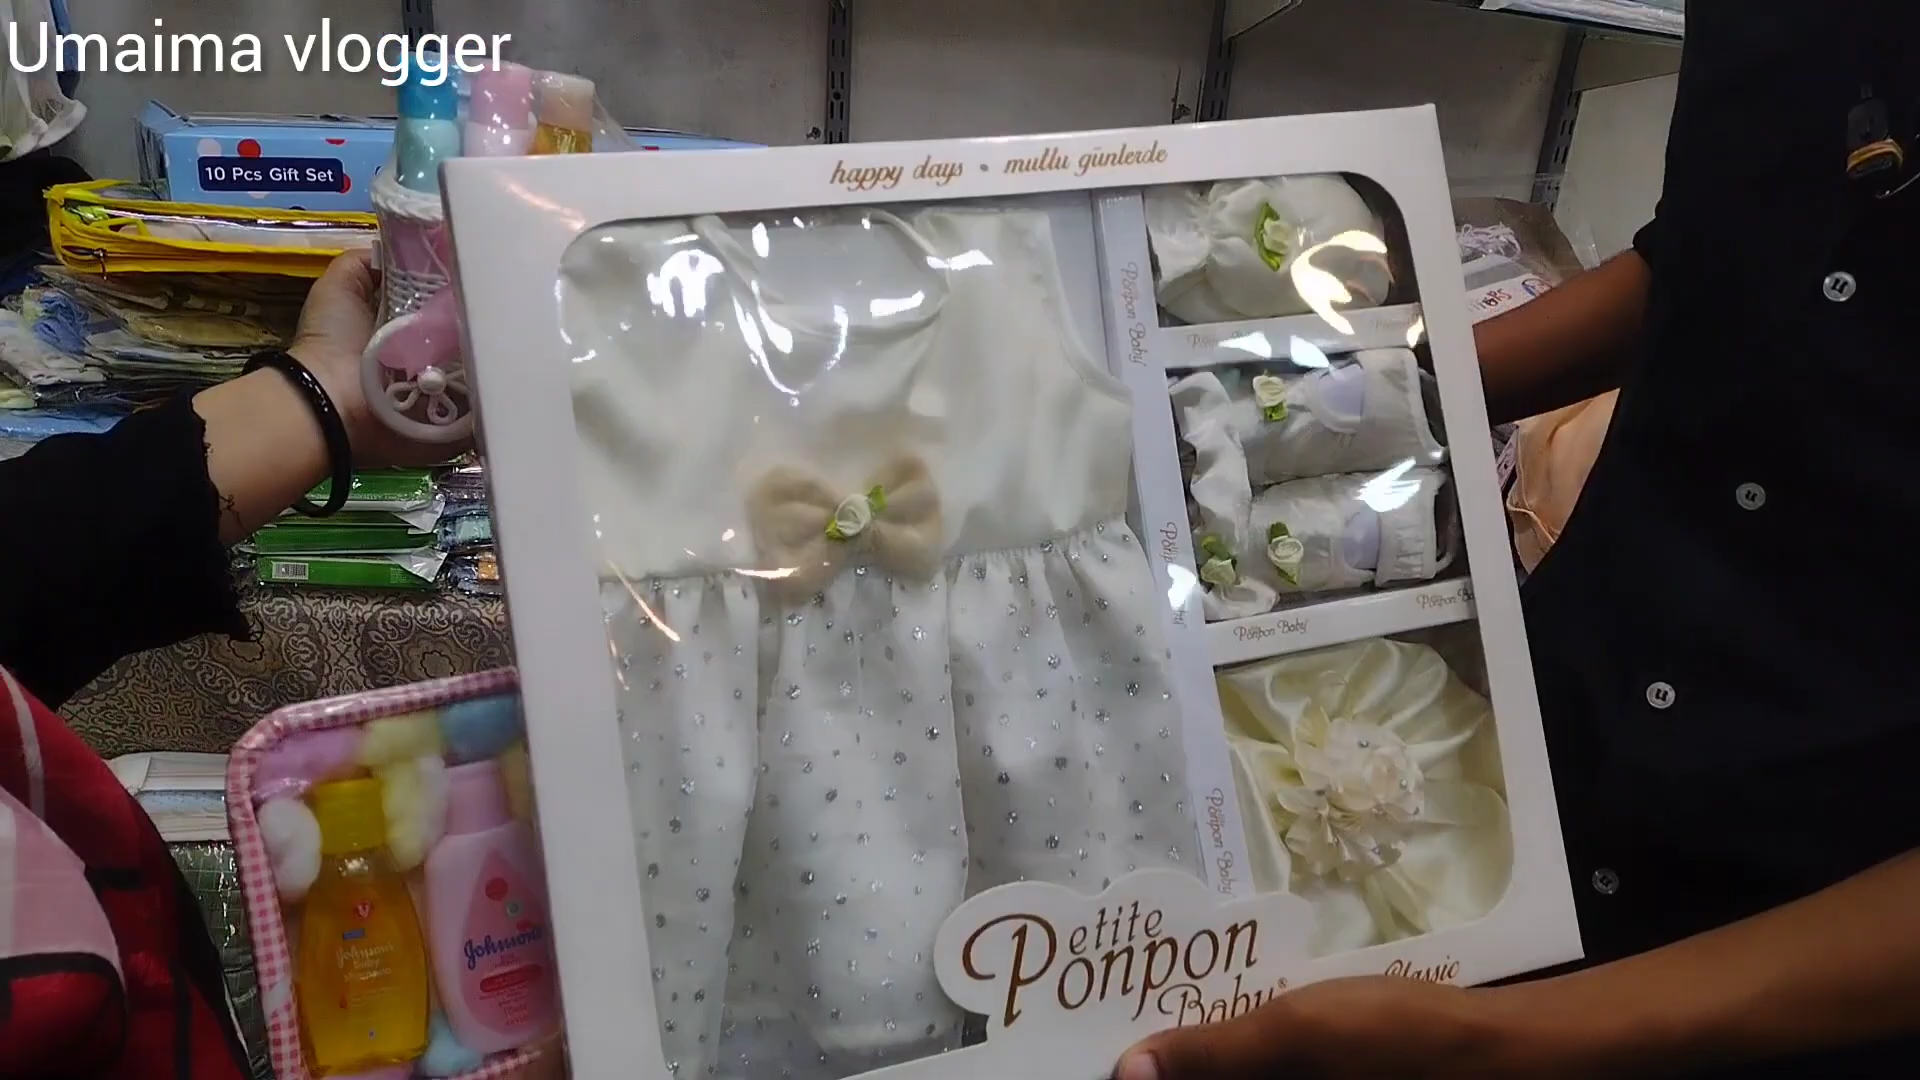 Umaima vlogger
10 Pcs Gift Set
happy days • mutlu günlerde
Ponpon Baby
Ponpon Baby
Ponpon Baby
Ponpon Baby
Petite
Ponpon
Baby
Classic
Johnson's
baby
shampoo
Johnson's